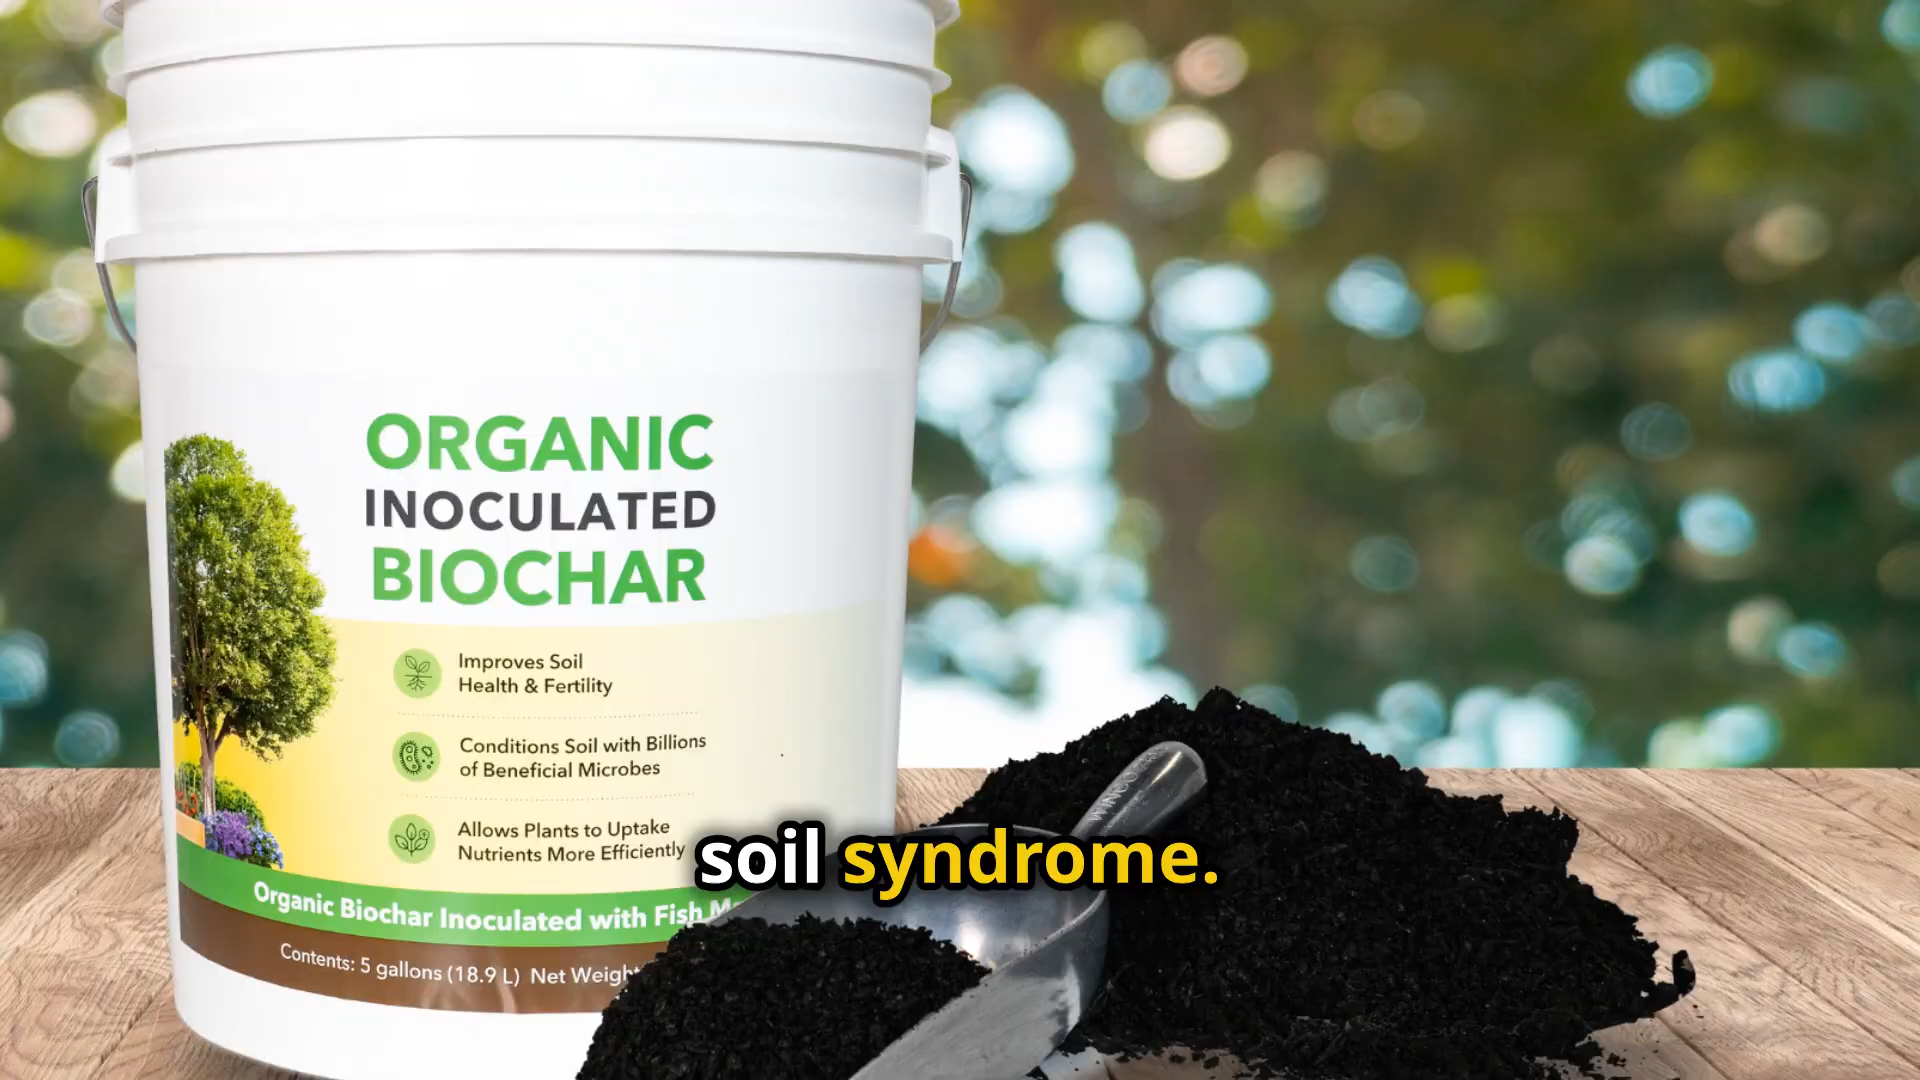 ORGANIC
INOCULATED
BIOCHAR
Improves Soil
Health & Fertility
Conditions Soil with Billions
of Beneficial Microbes
Allows Plants to Uptake
Nutrients More Efficiently
soil syndrome.
Organic Biochar Inoculated with Fish
Contents: 5 gallons (18.9 L) Net Weight